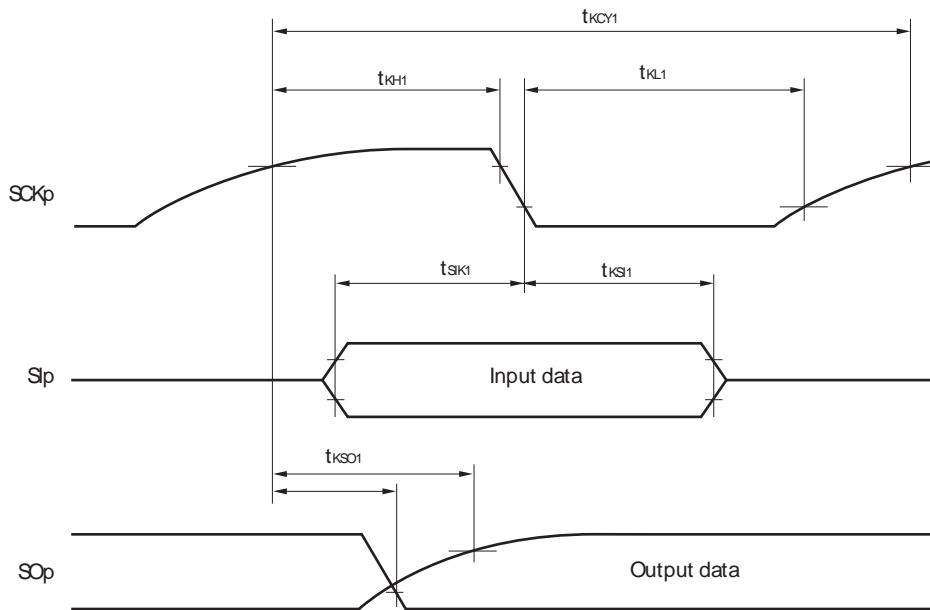 tKCY1
tKH1
tKL1
SCKp
tSIK1
tKSI1
SIp
Input data
tKSO1
SOp
Output data